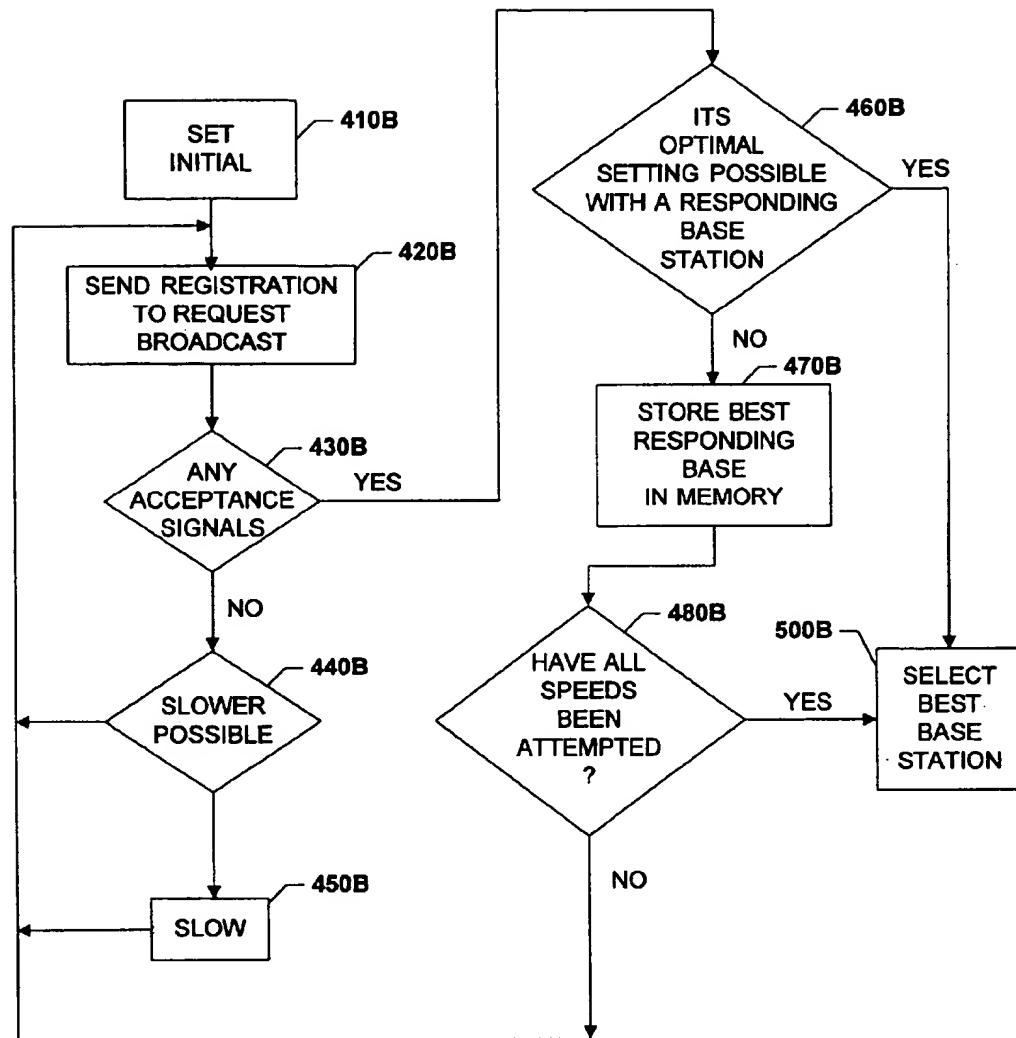 410B
SET
INITIAL
420B
SEND REGISTRATION
TO REQUEST
BROADCAST
430B
ANY
ACCEPTANCE
SIGNALS
YES
NO
440B
SLOWER
POSSIBLE
450B
SLOW
460B
ITS
OPTIMAL
SETTING POSSIBLE
WITH A RESPONDING
BASE
STATION
YES
NO
470B
STORE BEST
RESPONDING
BASE
IN MEMORY
480B
HAVE ALL
SPEEDS
BEEN
ATTEMPTED
?
YES
NO
500B
SELECT
BEST
BASE
STATION